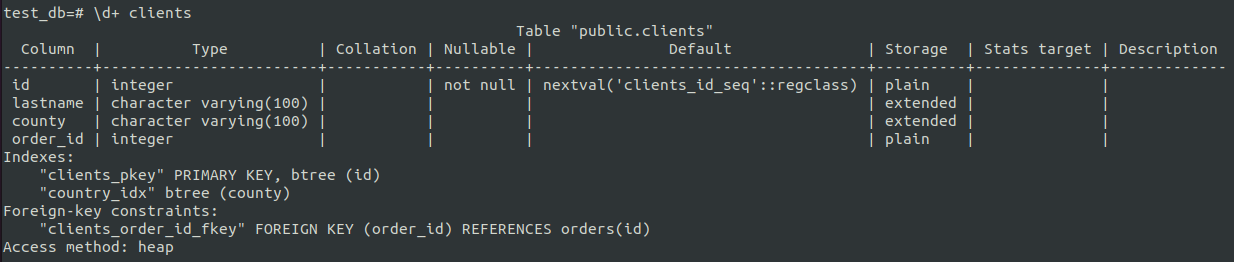 test_db=# \d+ clients
                                                         Table "public.clients"
  Column  |          Type          | Collation | Nullable |               Default               | Storage  | Stats target | Description 
----------+------------------------+-----------+----------+-------------------------------------+----------+--------------+-------------
 id       | integer                |           | not null | nextval('clients_id_seq'::regclass) | plain    |              | 
 lastname | character varying(100) |           |          |                                     | extended |              | 
 county   | character varying(100) |           |          |                                     | extended |              | 
 order_id | integer                |           |          |                                     | plain    |              | 
Indexes:
    "clients_pkey" PRIMARY KEY, btree (id)
    "country_idx" btree (county)
Foreign-key constraints:
    "clients_order_id_fkey" FOREIGN KEY (order_id) REFERENCES orders(id)
Access method: heap